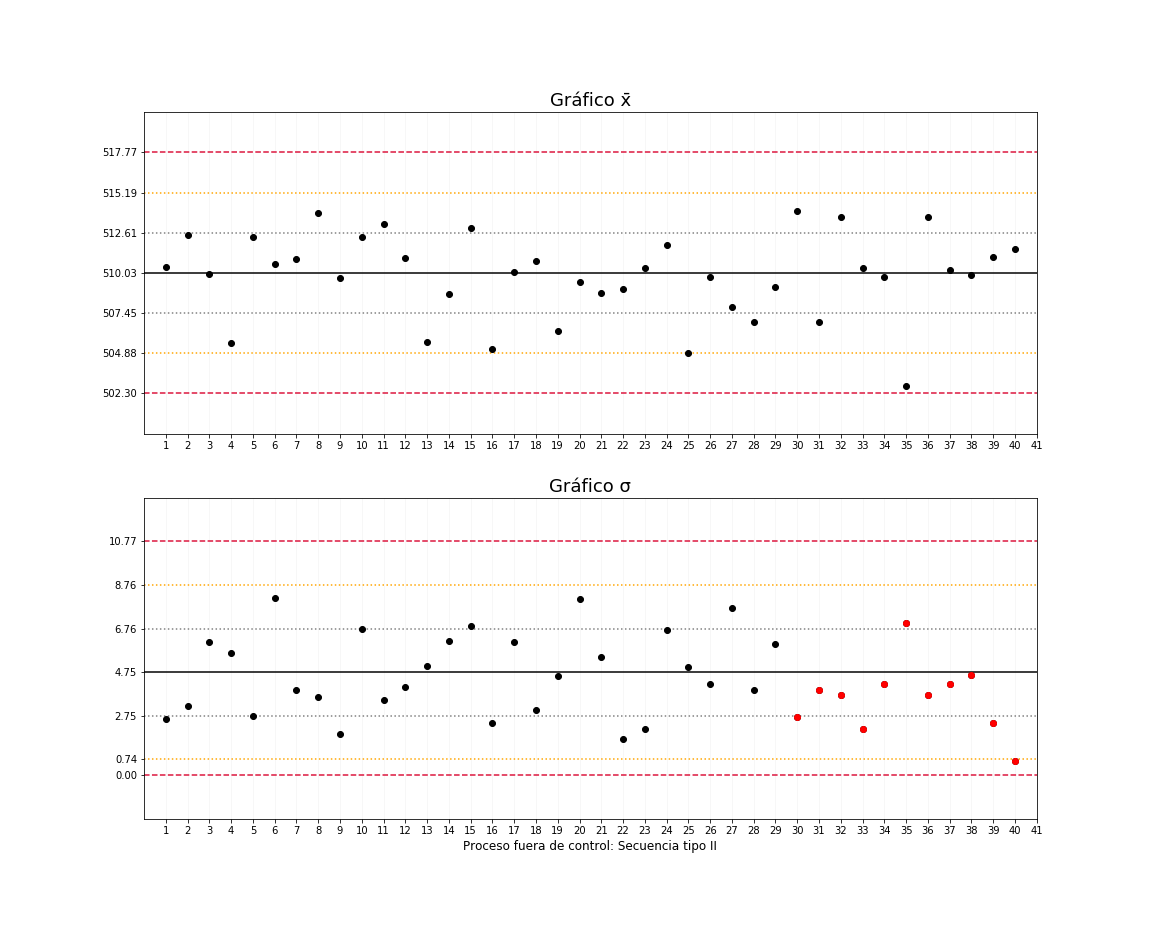 Gráfico x̄
517.77
515.19
512.61
510.03
507.45
504.88
502.30
1 2 3 4 5 6 7 8 9 10 11 12 13 14 15 16 17 18 19 20 21 22 23 24 25 26 27 28 29 30 31 32 33 34 35 36 37 38 39 40 41
Gráfico σ
10.77
8.76
6.76
4.75
2.75
0.74
0.00
1 2 3 4 5 6 7 8 9 10 11 12 13 14 15 16 17 18 19 20 21 22 23 24 25 26 27 28 29 30 31 32 33 34 35 36 37 38 39 40 41
Proceso fuera de control: Secuencia tipo II